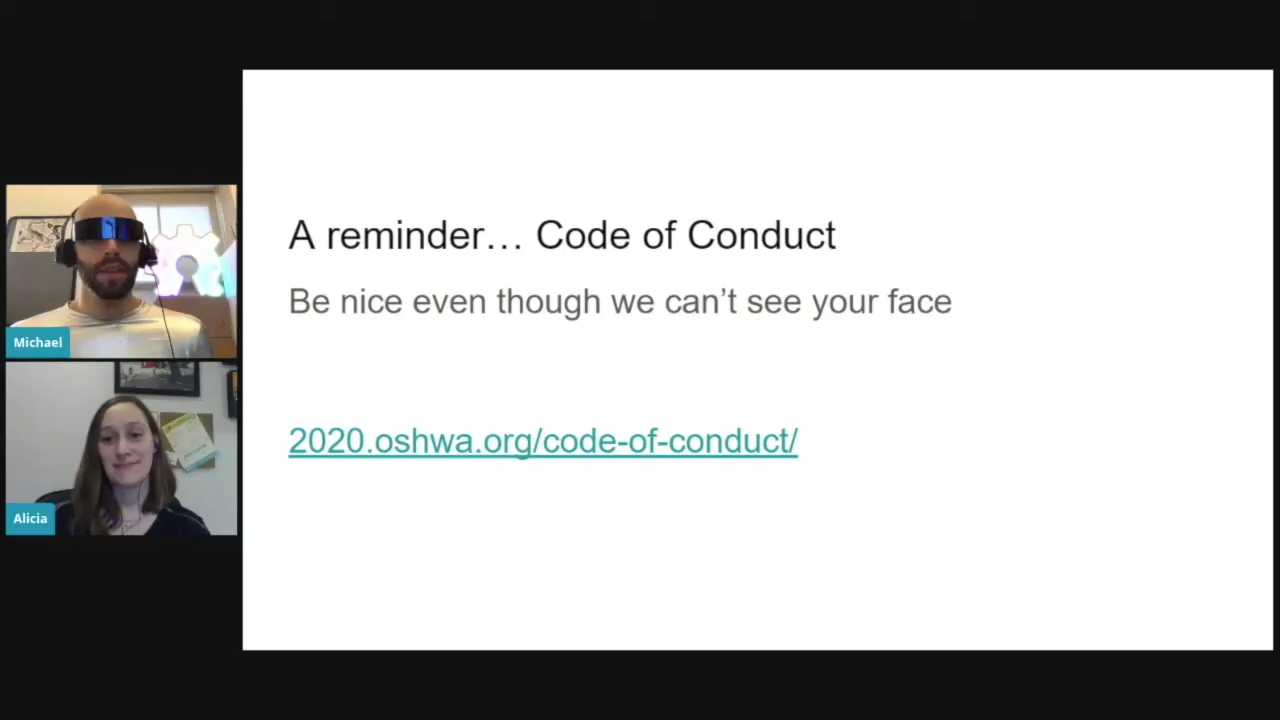 A reminder… Code of Conduct
Be nice even though we can’t see your face
2020.oshwa.org/code-of-conduct/
Michael
Alicia